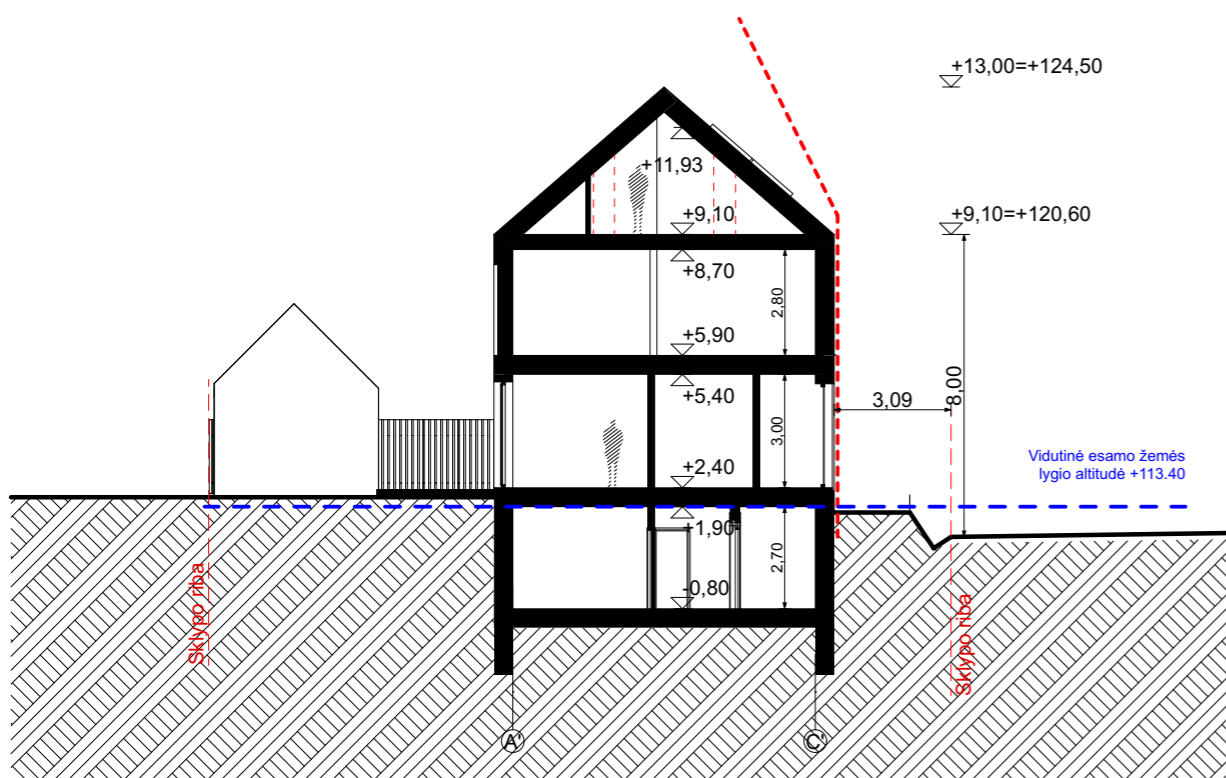 +13,00=+124,50
+11,93
+9,10
+9,10=+120,60
+8,70
2,80
+5,90
+5,40
3,00
3,09
8,00
+2,40
Vidutinė esamo žemės
lygio altitudė +113.40
+1,90
2,70
-0,80
Sklypo riba
Sklypo riba
A'
C'